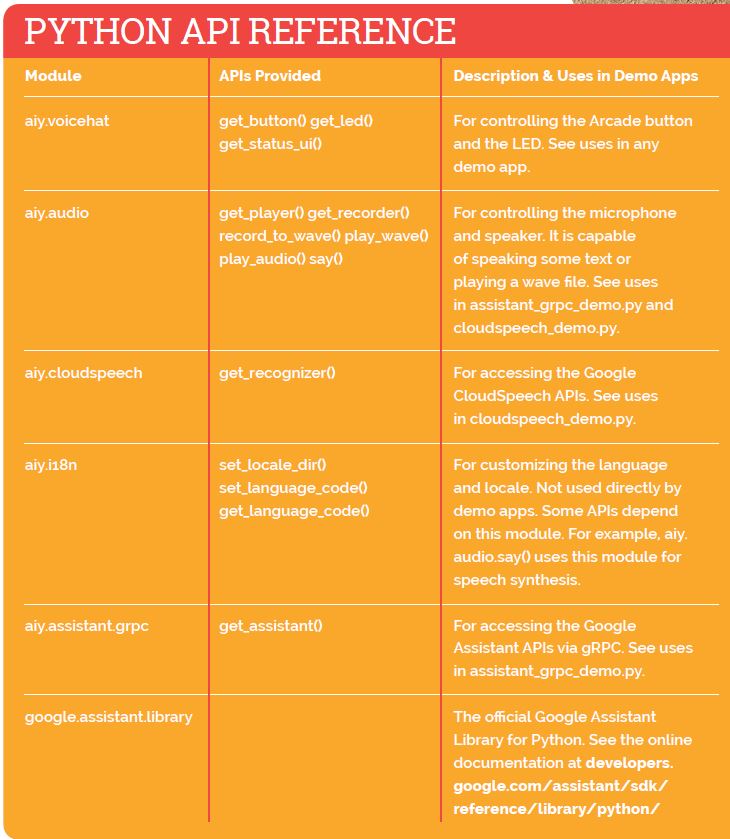 PYTHON API REFERENCE
Module
APIs Provided
Description & Uses in Demo Apps
aiy.voicehat
get_button() get_led()
get_status_ui()
For controlling the Arcade button
and the LED. See uses in any
demo app.
aiy.audio
get_player() get_recorder()
record_to_wave() play_wave()
play_audio() say()
For controlling the microphone
and speaker. It is capable
of speaking some text or
playing a wave file. See uses
in assistant_grpc_demo.py and
cloudspeech_demo.py.
aiy.cloudspeech
get_recognizer()
For accessing the Google
CloudSpeech APIs. See uses
in cloudspeech_demo.py.
aiy.i18n
set_locale_dir()
set_language_code()
get_language_code()
For customizing the language
and locale. Not used directly by
demo apps. Some APIs depend
on this module. For example, aiy.
audio.say() uses this module for
speech synthesis.
aiy.assistant.grpc
get_assistant()
For accessing the Google
Assistant APIs via gRPC. See uses
in assistant_grpc_demo.py.
google.assistant.library
The official Google Assistant
Library for Python. See the online
documentation at developers.
google.com/assistant/sdk/
reference/library/python/